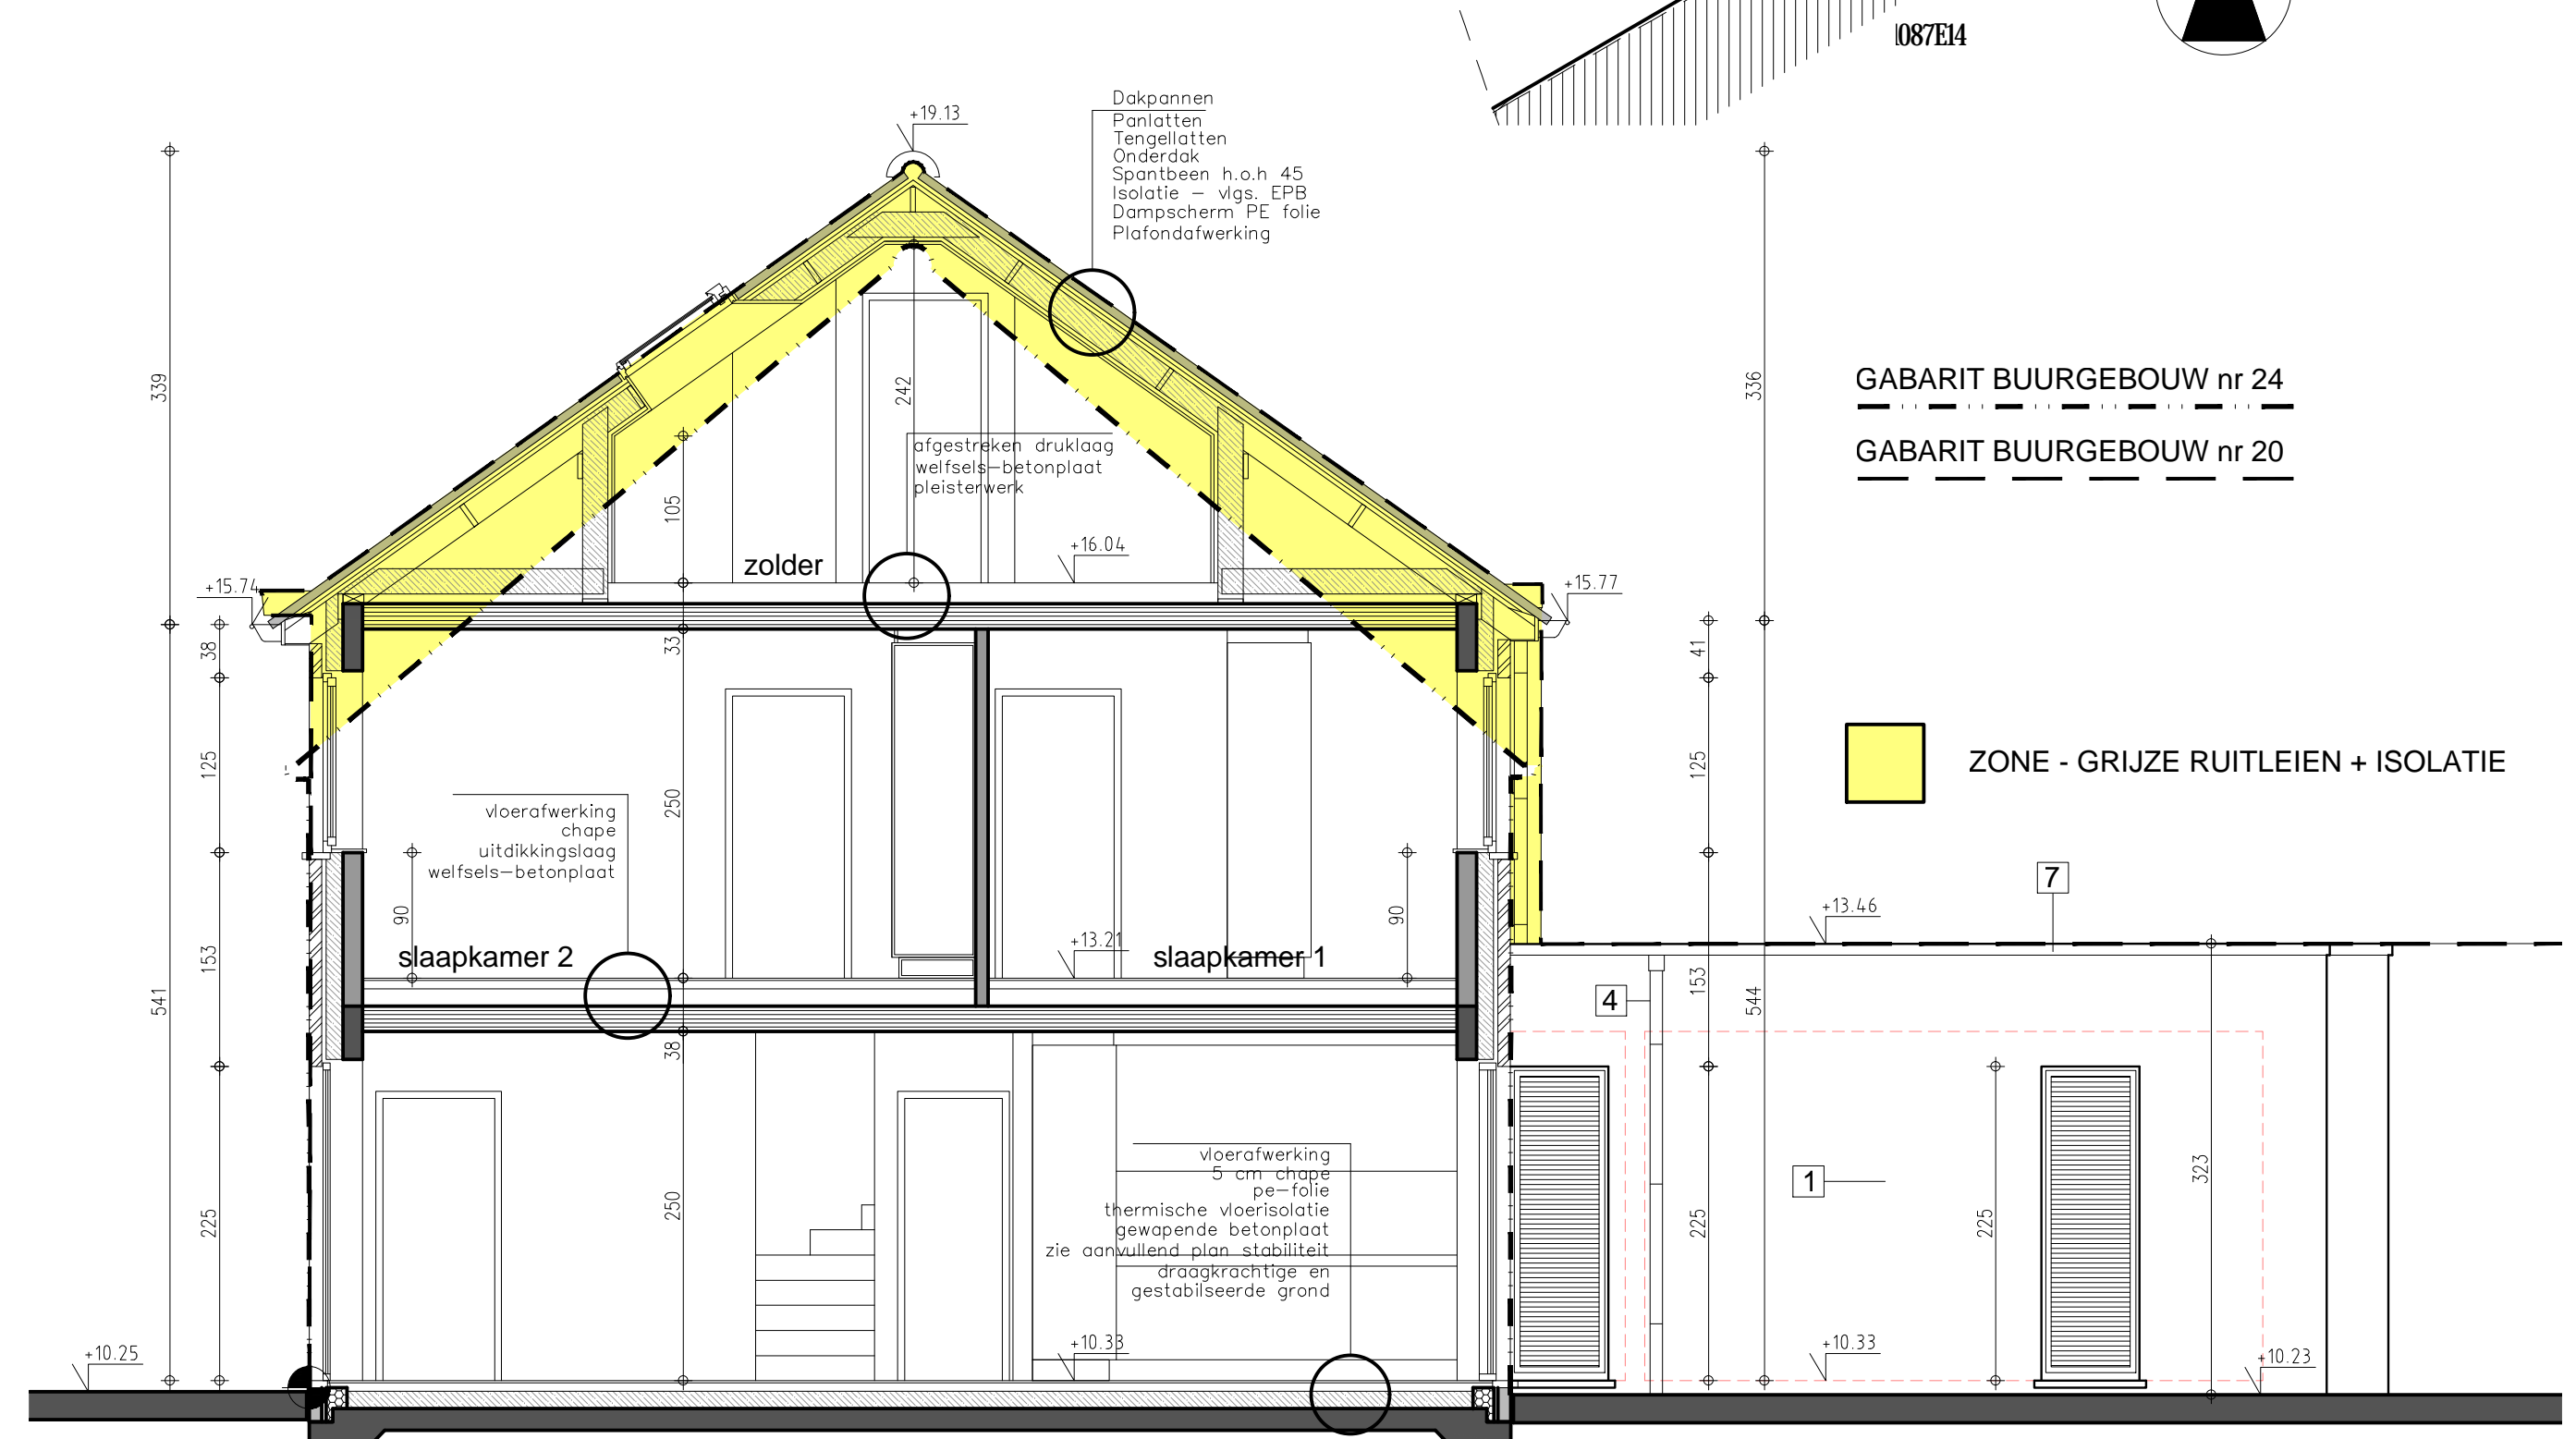 1087E14
+19.13
Dakpannen
Panlatten
Tengellatten
Onderdak
Spantbeen h.o.h 45
Isolatie – vlgs. EPB
Dampscherm PE folie
Plafondafwerking
339
242
336
GABARIT BUURGEBOUW nr 24
GABARIT BUURGEBOUW nr 20
afgestreken druklaag
welfsels–betonplaat
pleisterwerk
105
zolder
+16.04
+15.74
+15.77
38
33
41
125
250
125
ZONE - GRIJZE RUITLEIEN + ISOLATIE
vloerafwerking
chape
uitdikkingslaag
welfsels–betonplaat
90
90
7
+13.46
+13.21
slaapkamer 2
slaapkamer 1
153
153
541
544
4
38
vloerafwerking
5 cm chape
pe–folie
thermische vloerisolatie
gewapende betonplaat
zie aanvullend plan stabiliteit
draagkrachtige en
gestabilseerde grond
1
323
225
250
225
225
+10.25
+10.33
+10.33
+10.23